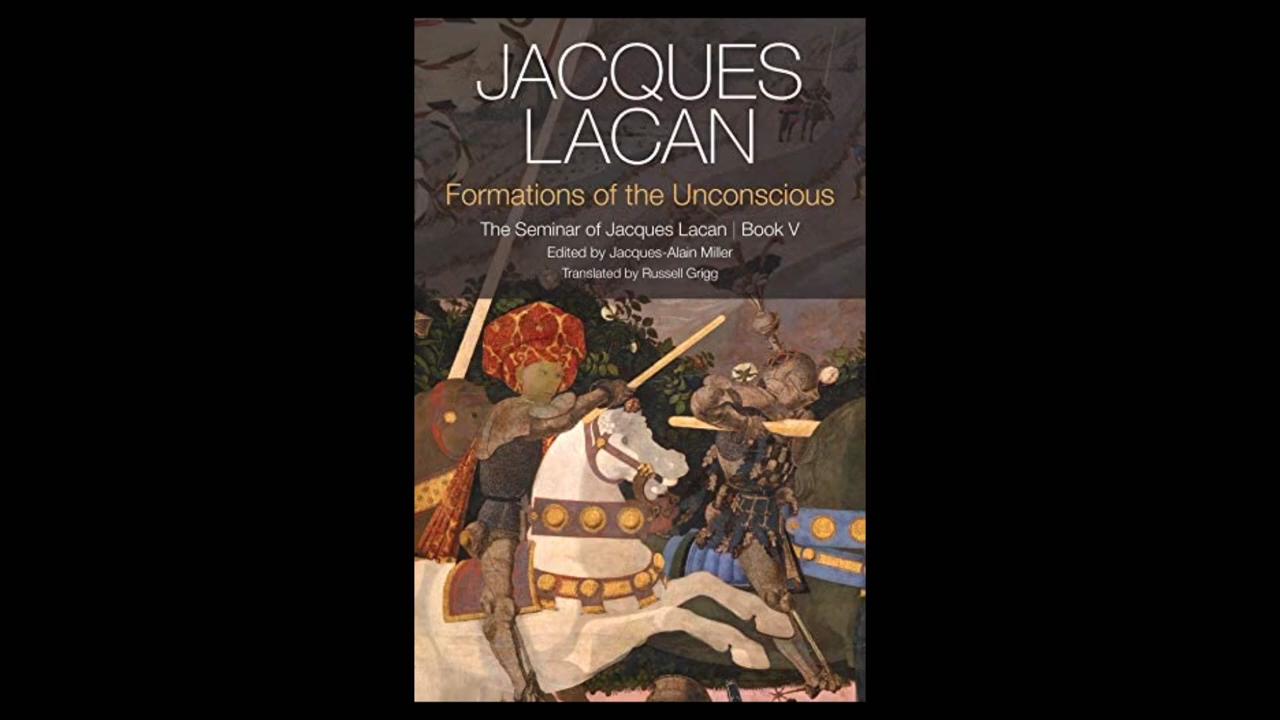 JACQUES
LACAN
Formations of the Unconscious
The Seminar of Jacques Lacan | Book V
Edited by Jacques-Alain Miller
Translated by Russell Grigg